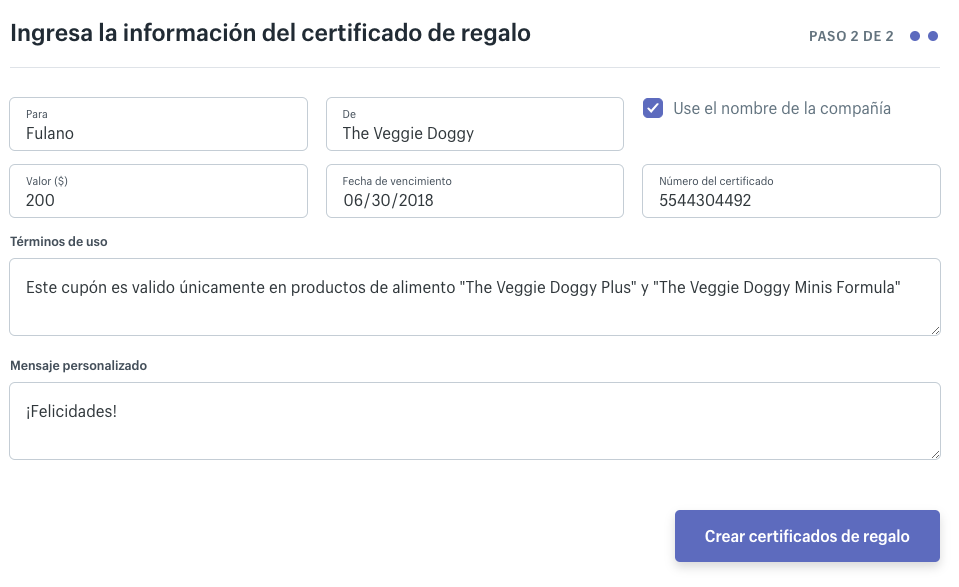 Ingresa la información del certificado de regalo
PASO 2 DE 2
Para
Fulano
De
The Veggie Doggy
Use el nombre de la compañía
Valor ($)
200
Fecha de vencimiento
06/30/2018
Número del certificado
5544304492
Términos de uso
Este cupón es valido únicamente en productos de alimento "The Veggie Doggy Plus" y "The Veggie Doggy Minis Formula"
Mensaje personalizado
¡Felicidades!
Crear certificados de regalo